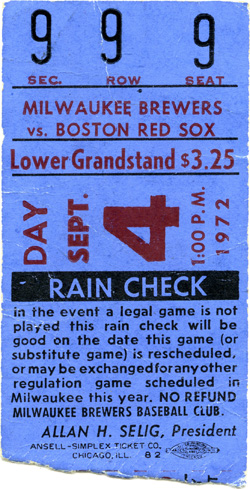 9 9 9
SEC. ROW SEAT
MILWAUKEE BREWERS
vs. BOSTON RED SOX
Lower Grandstand $3.25
DAY
SEPT.
4
1:00 P.M.
1972
RAIN CHECK
in the event a legal game is not
played this rain check will be
good on the date this game (or
substitute game) is rescheduled,
or may be exchanged for any other
regulation game scheduled in
Milwaukee this year. NO REFUND
MILWAUKEE BREWERS BASEBALL CLUB.
ALLAN H. SELIG, President
ANSELL-SIMPLEX TICKET CO.
CHICAGO, ILL. 82